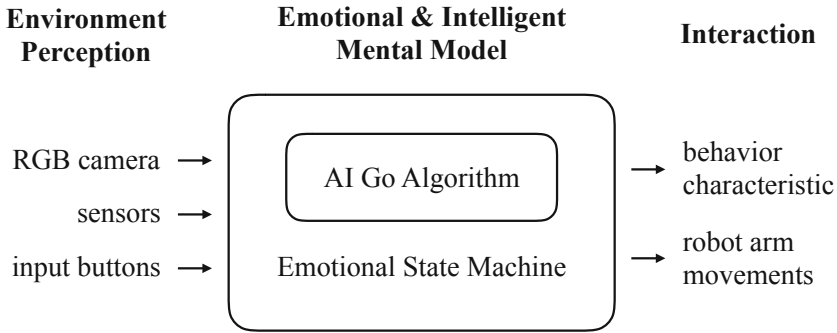 Environment
Perception
Emotional & Intelligent
Mental Model
Interaction
RGB camera
sensors
input buttons
AI Go Algorithm
Emotional State Machine
behavior
characteristic
robot arm
movements